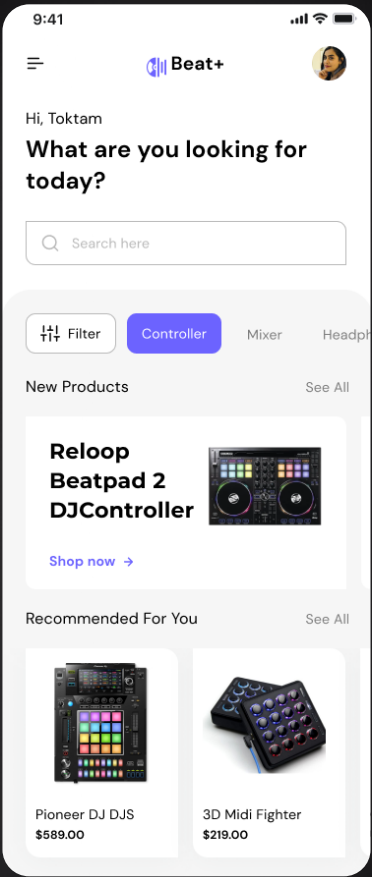 9:41
Beat+
Hi, Toktam
What are you looking for
today?
Search here
Filter
Controller
Mixer
Headph
New Products
See All
Reloop
Beatpad 2
DJController
Shop now →
Recommended For You
See All
Pioneer DJ DJS
$589.00
3D Midi Fighter
$219.00